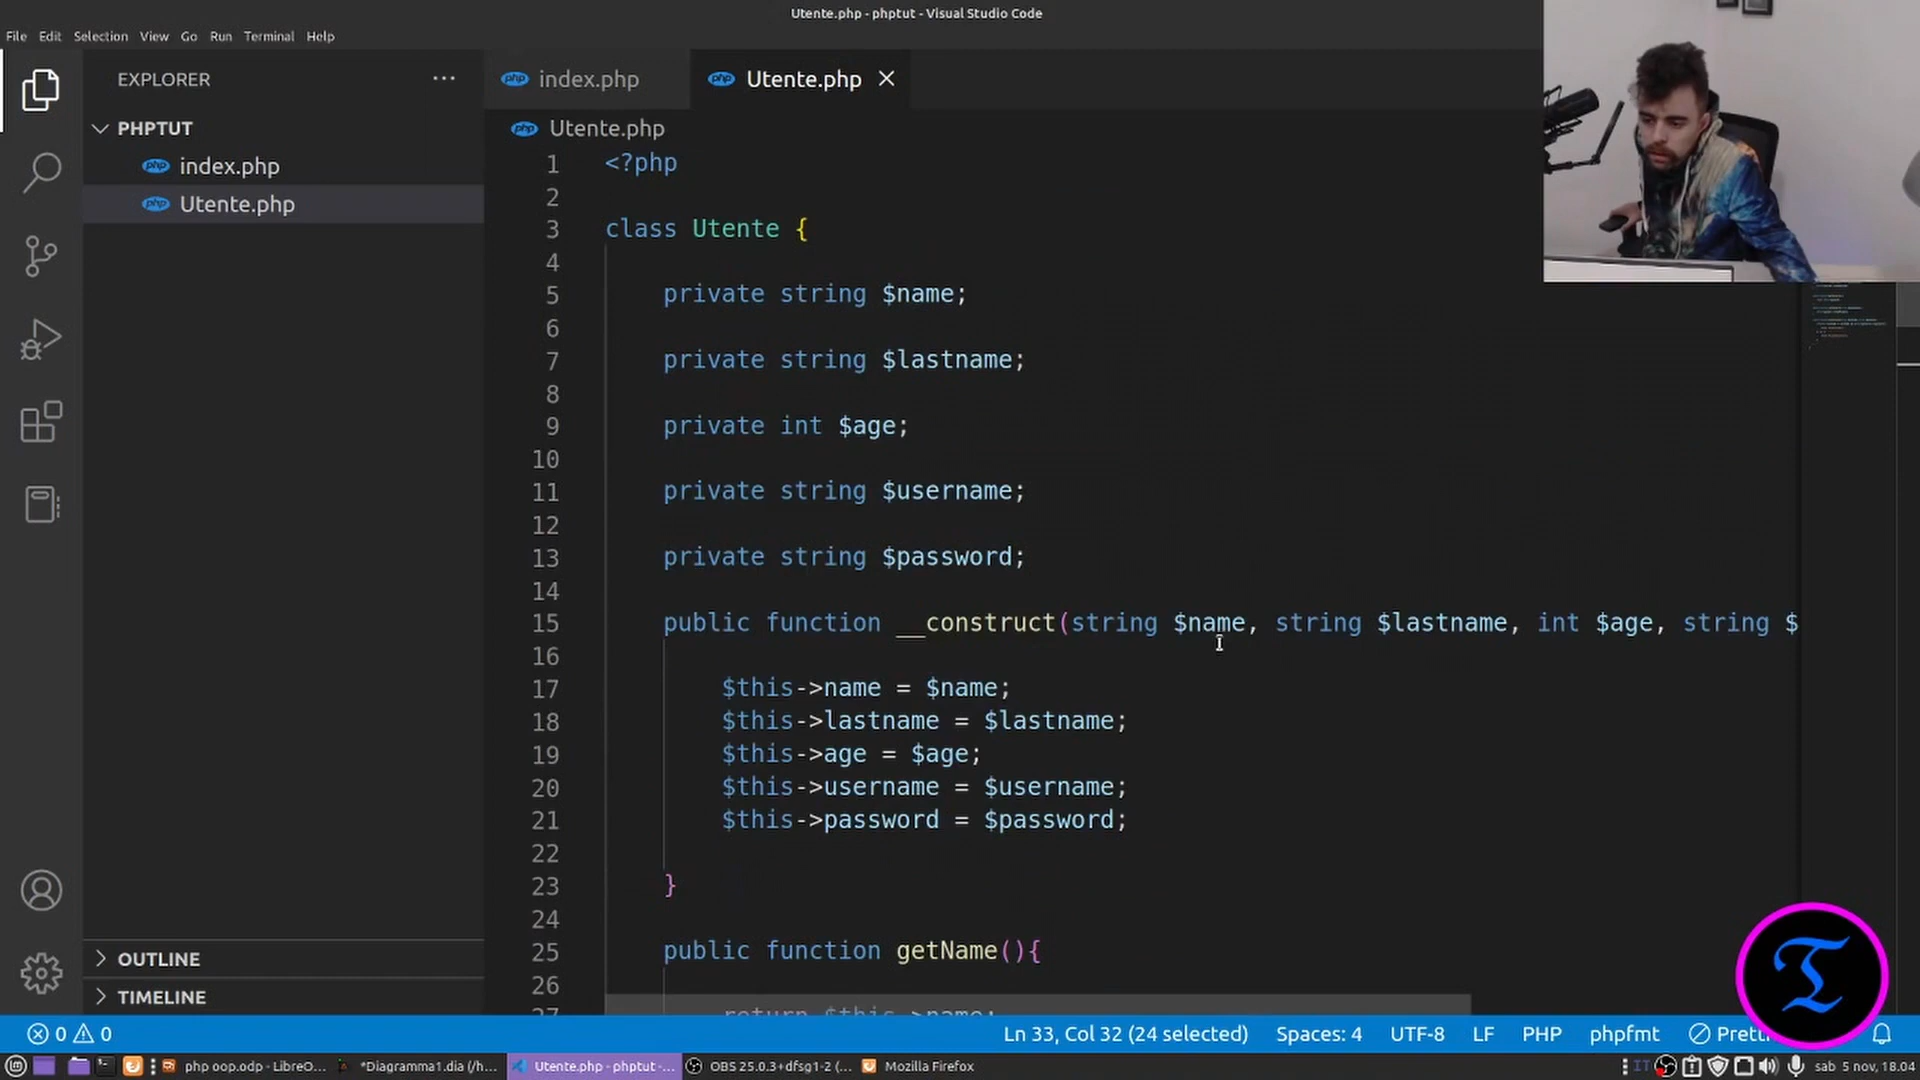 Utente.php - phptut - Visual Studio Code
File Edit Selection View Go Run Terminal Help
EXPLORER ...
PHPTUT
index.php
Utente.php
OUTLINE
TIMELINE
index.php
Utente.php
Utente.php
1 <?php
2
3 class Utente {
4
5 private string $name;
6
7 private string $lastname;
8
9 private int $age;
10
11 private string $username;
12
13 private string $password;
14
15 public function __construct(string $name, string $lastname, int $age, string $
16
17 $this->name = $name;
18 $this->lastname = $lastname;
19 $this->age = $age;
20 $this->username = $username;
21 $this->password = $password;
22
23 }
24
25 public function getName(){
26
27 return $this->name;
0 0 Ln 33, Col 32 (24 selected) Spaces: 4 UTF-8 LF PHP phpfmt
php oop.odp - LibreO... *Diagramma1.dia (/h... Utente.php - phptut -... OBS 25.0.3+dfsg1-2 (... Mozilla Firefox IT sab 5 nov, 18.04